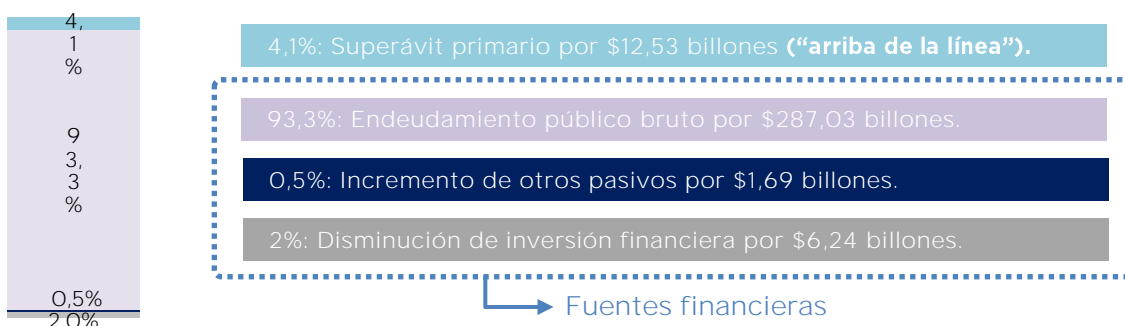 4,
1
%
9
3,
3
%
0,5%
2,0%
4,1%: Superávit primario por $12,53 billones (“arriba de la línea”).
93,3%: Endeudamiento público bruto por $287,03 billones.
0,5%: Incremento de otros pasivos por $1,69 billones.
2%: Disminución de inversión financiera por $6,24 billones.
Fuentes financieras